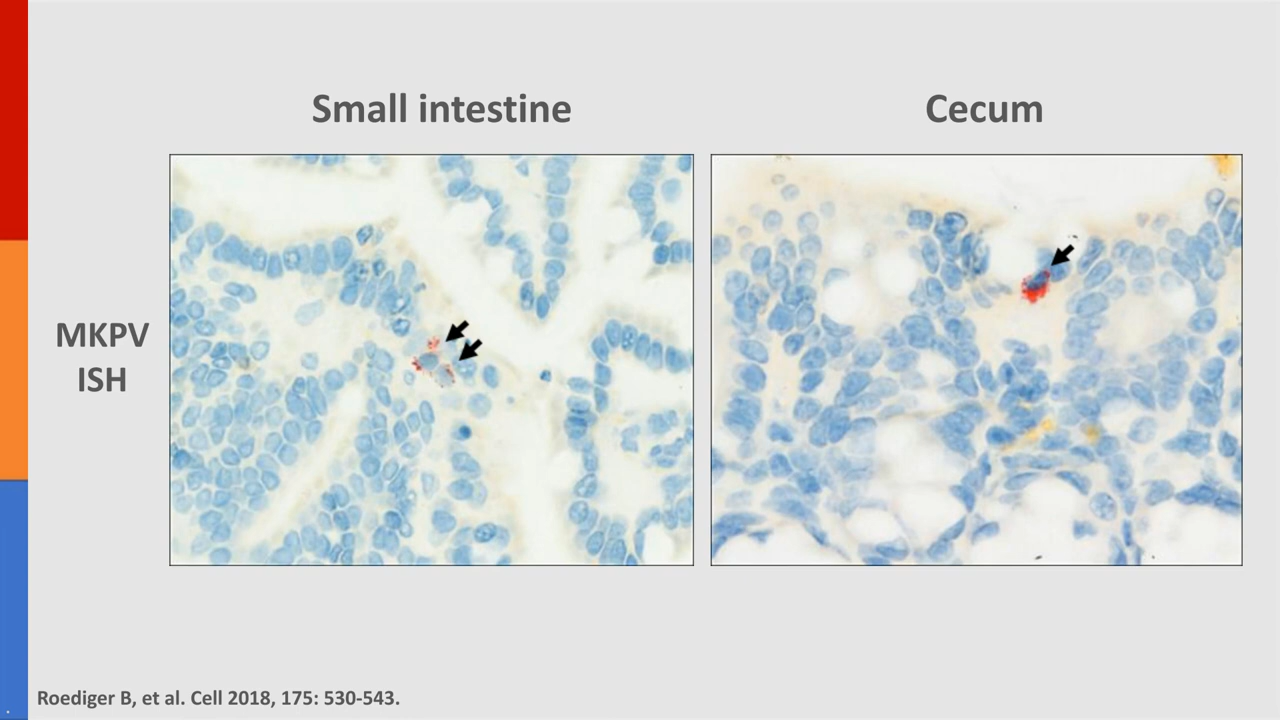 Small intestine
Cecum
MKPV
ISH
Roediger B, et al. Cell 2018, 175: 530-543.